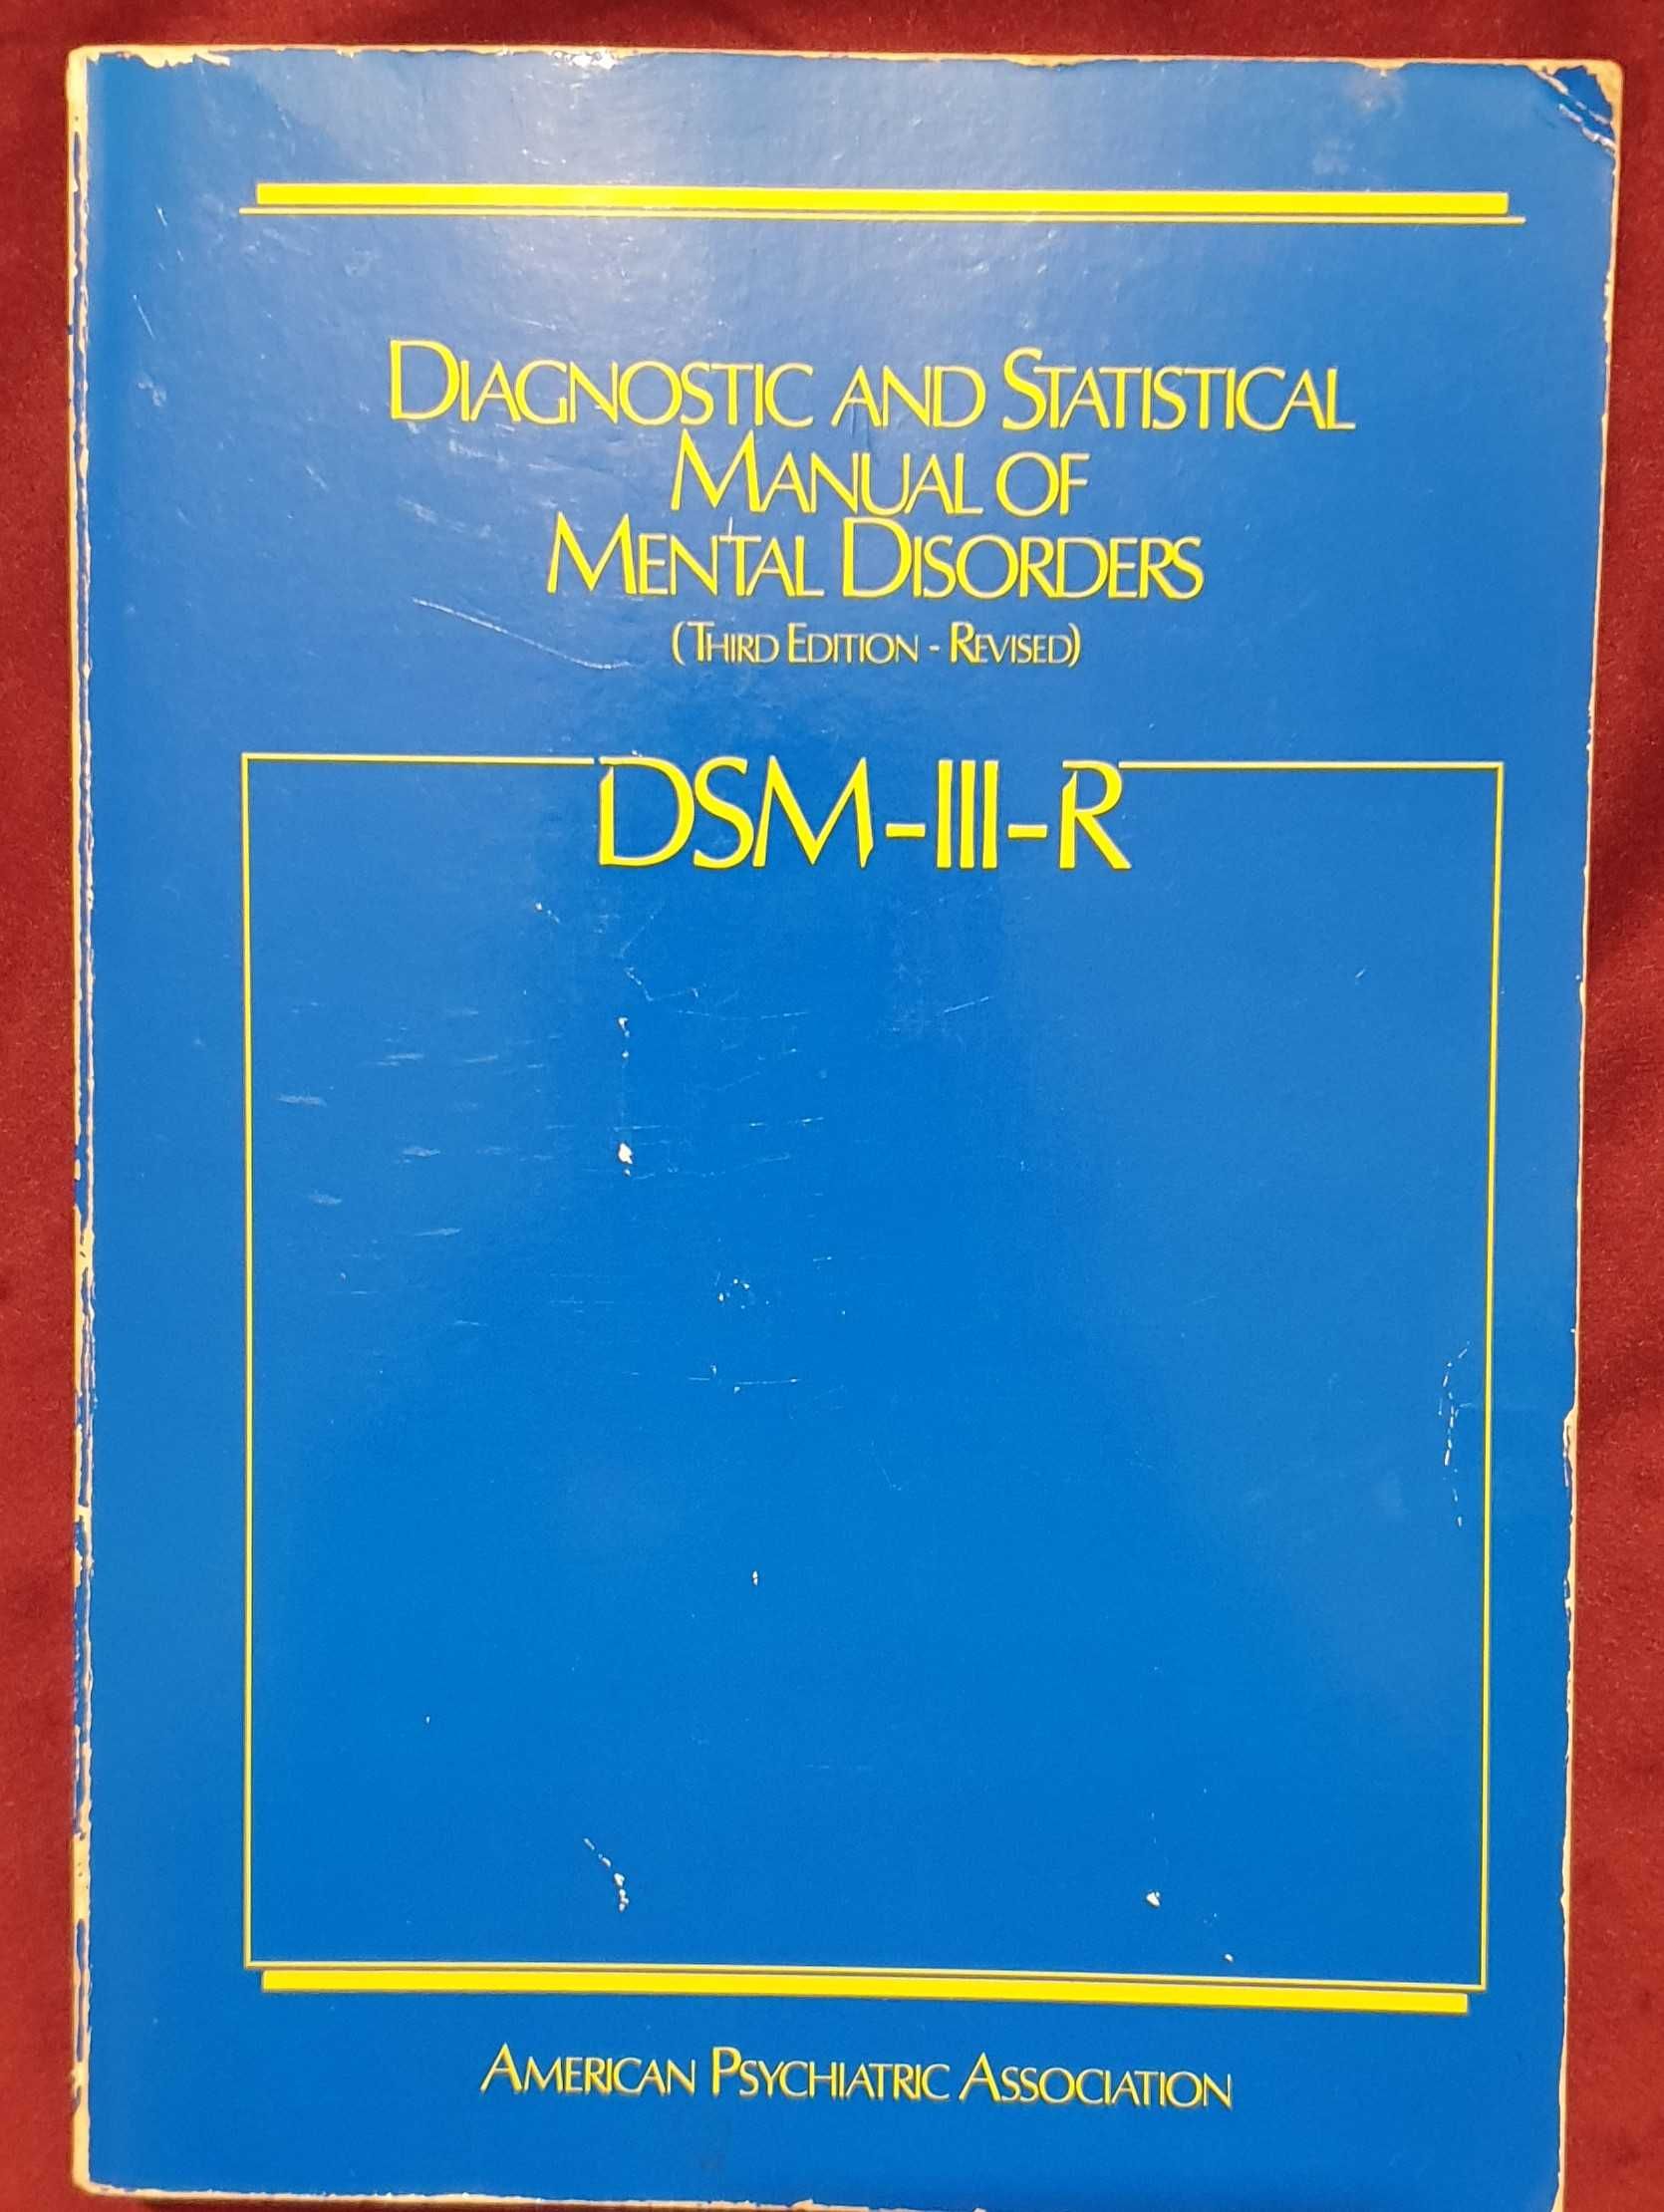 DIAGNOSTIC AND STATISTICAL
MANUAL OF
MENTAL DISORDERS
(THIRD EDITION - REVISED)
DSM-III-R
AMERICAN PSYCHIATRIC ASSOCIATION